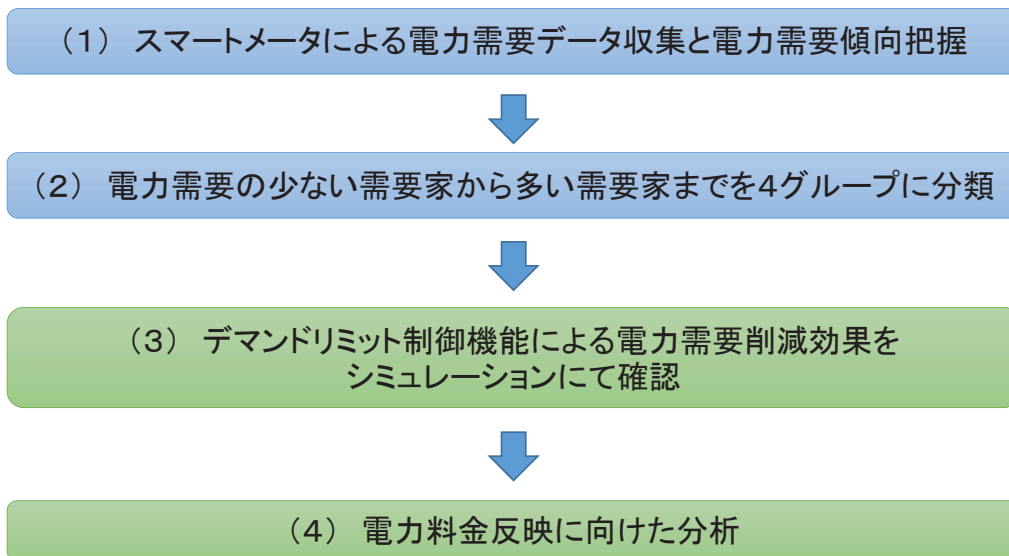 (1) スマートメータによる電力需要データ収集と電力需要傾向把握
(2) 電力需要の少ない需要家から多い需要家までを4グループに分類
(3) デマンドリミット制御機能による電力需要削減効果を
シミュレーションにて確認
(4) 電力料金反映に向けた分析